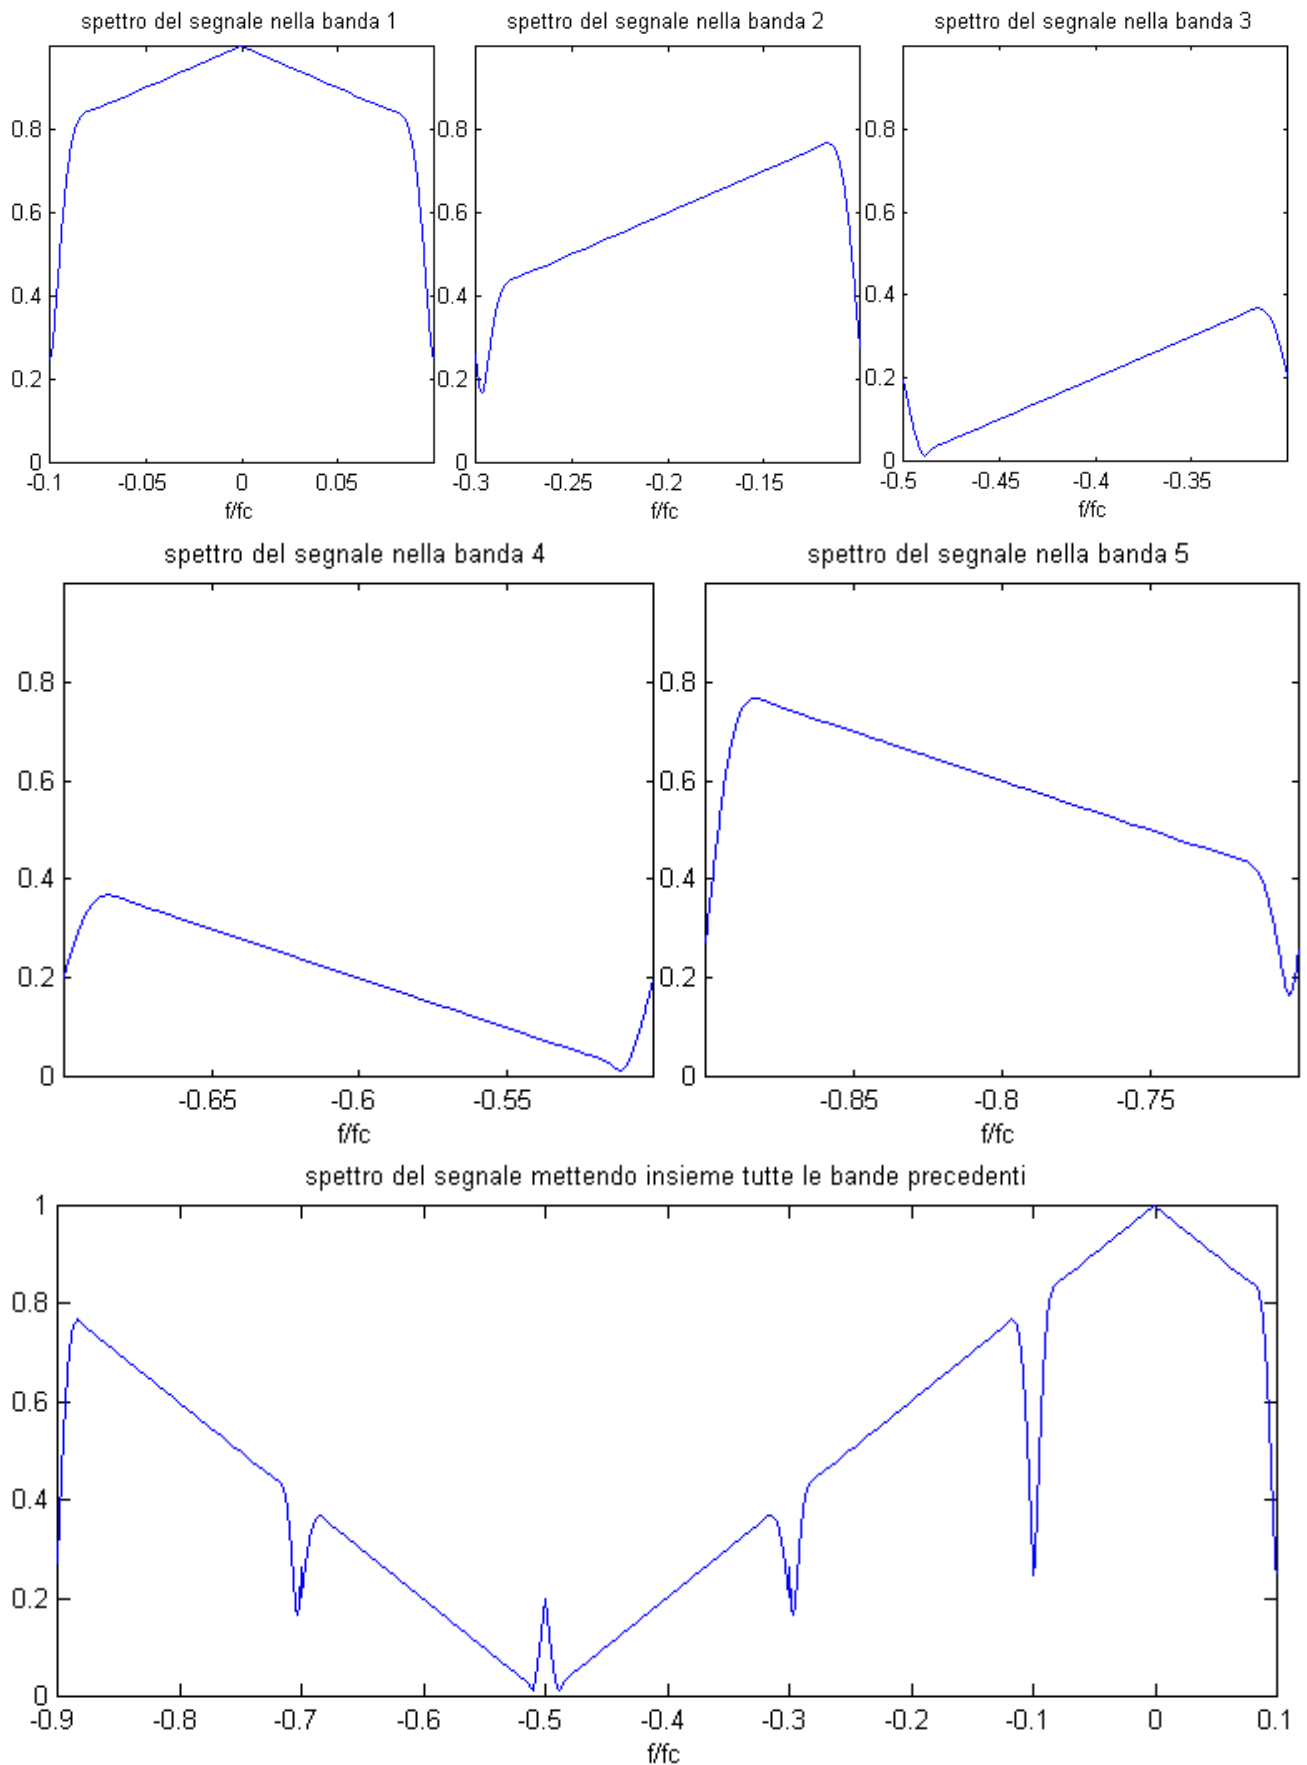 spettro del segnale nella banda 1
spettro del segnale nella banda 2
spettro del segnale nella banda 3
0.8
0.6
0.4
0.2
0
-0.1 -0.05 0 0.05
f/fc
0.8
0.6
0.4
0.2
0
-0.3 -0.25 -0.2 -0.15
f/fc
0.8
0.6
0.4
0.2
0
-0.5 -0.45 -0.4 -0.35
f/fc
spettro del segnale nella banda 4
spettro del segnale nella banda 5
0.8
0.6
0.4
0.2
0
-0.65 -0.6 -0.55
f/fc
0.8
0.6
0.4
0.2
0
-0.85 -0.8 -0.75
f/fc
spettro del segnale mettendo insieme tutte le bande precedenti
1
0.8
0.6
0.4
0.2
0
-0.9 -0.8 -0.7 -0.6 -0.5 -0.4 -0.3 -0.2 -0.1 0 0.1
f/fc